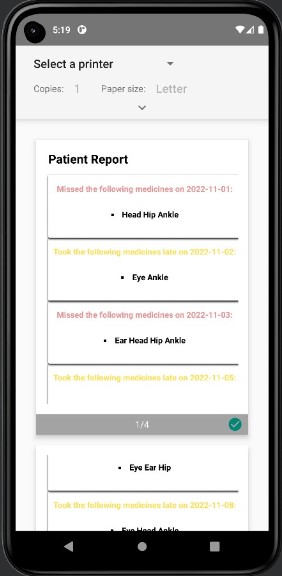 5:19
Select a printer
Copies: 1 Paper size: Letter
Patient Report
Missed the following medicines on 2022-11-01:
▪ Head Hip Ankle
Took the following medicines late on 2022-11-02:
▪ Eye Ankle
Missed the following medicines on 2022-11-03:
▪ Ear Head Hip Ankle
Took the following medicines late on 2022-11-05:
1/4
▪ Eye Ear Hip
Took the following medicines late on 2022-11-08:
▪ Eye Head Ankle